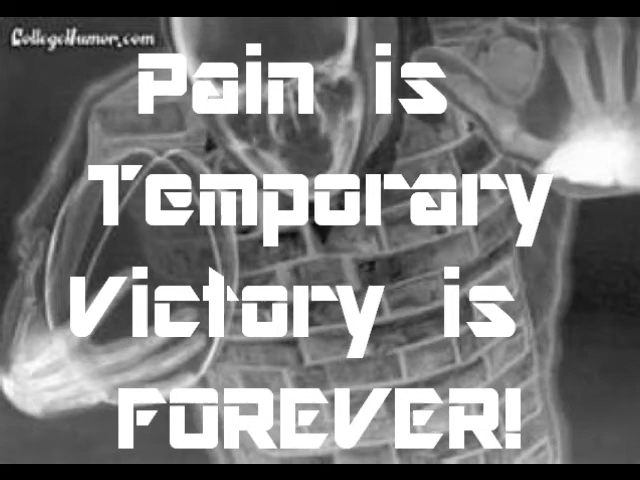 CollegeHumor.com
Pain is
Temporary
Victory is
FOREVER!